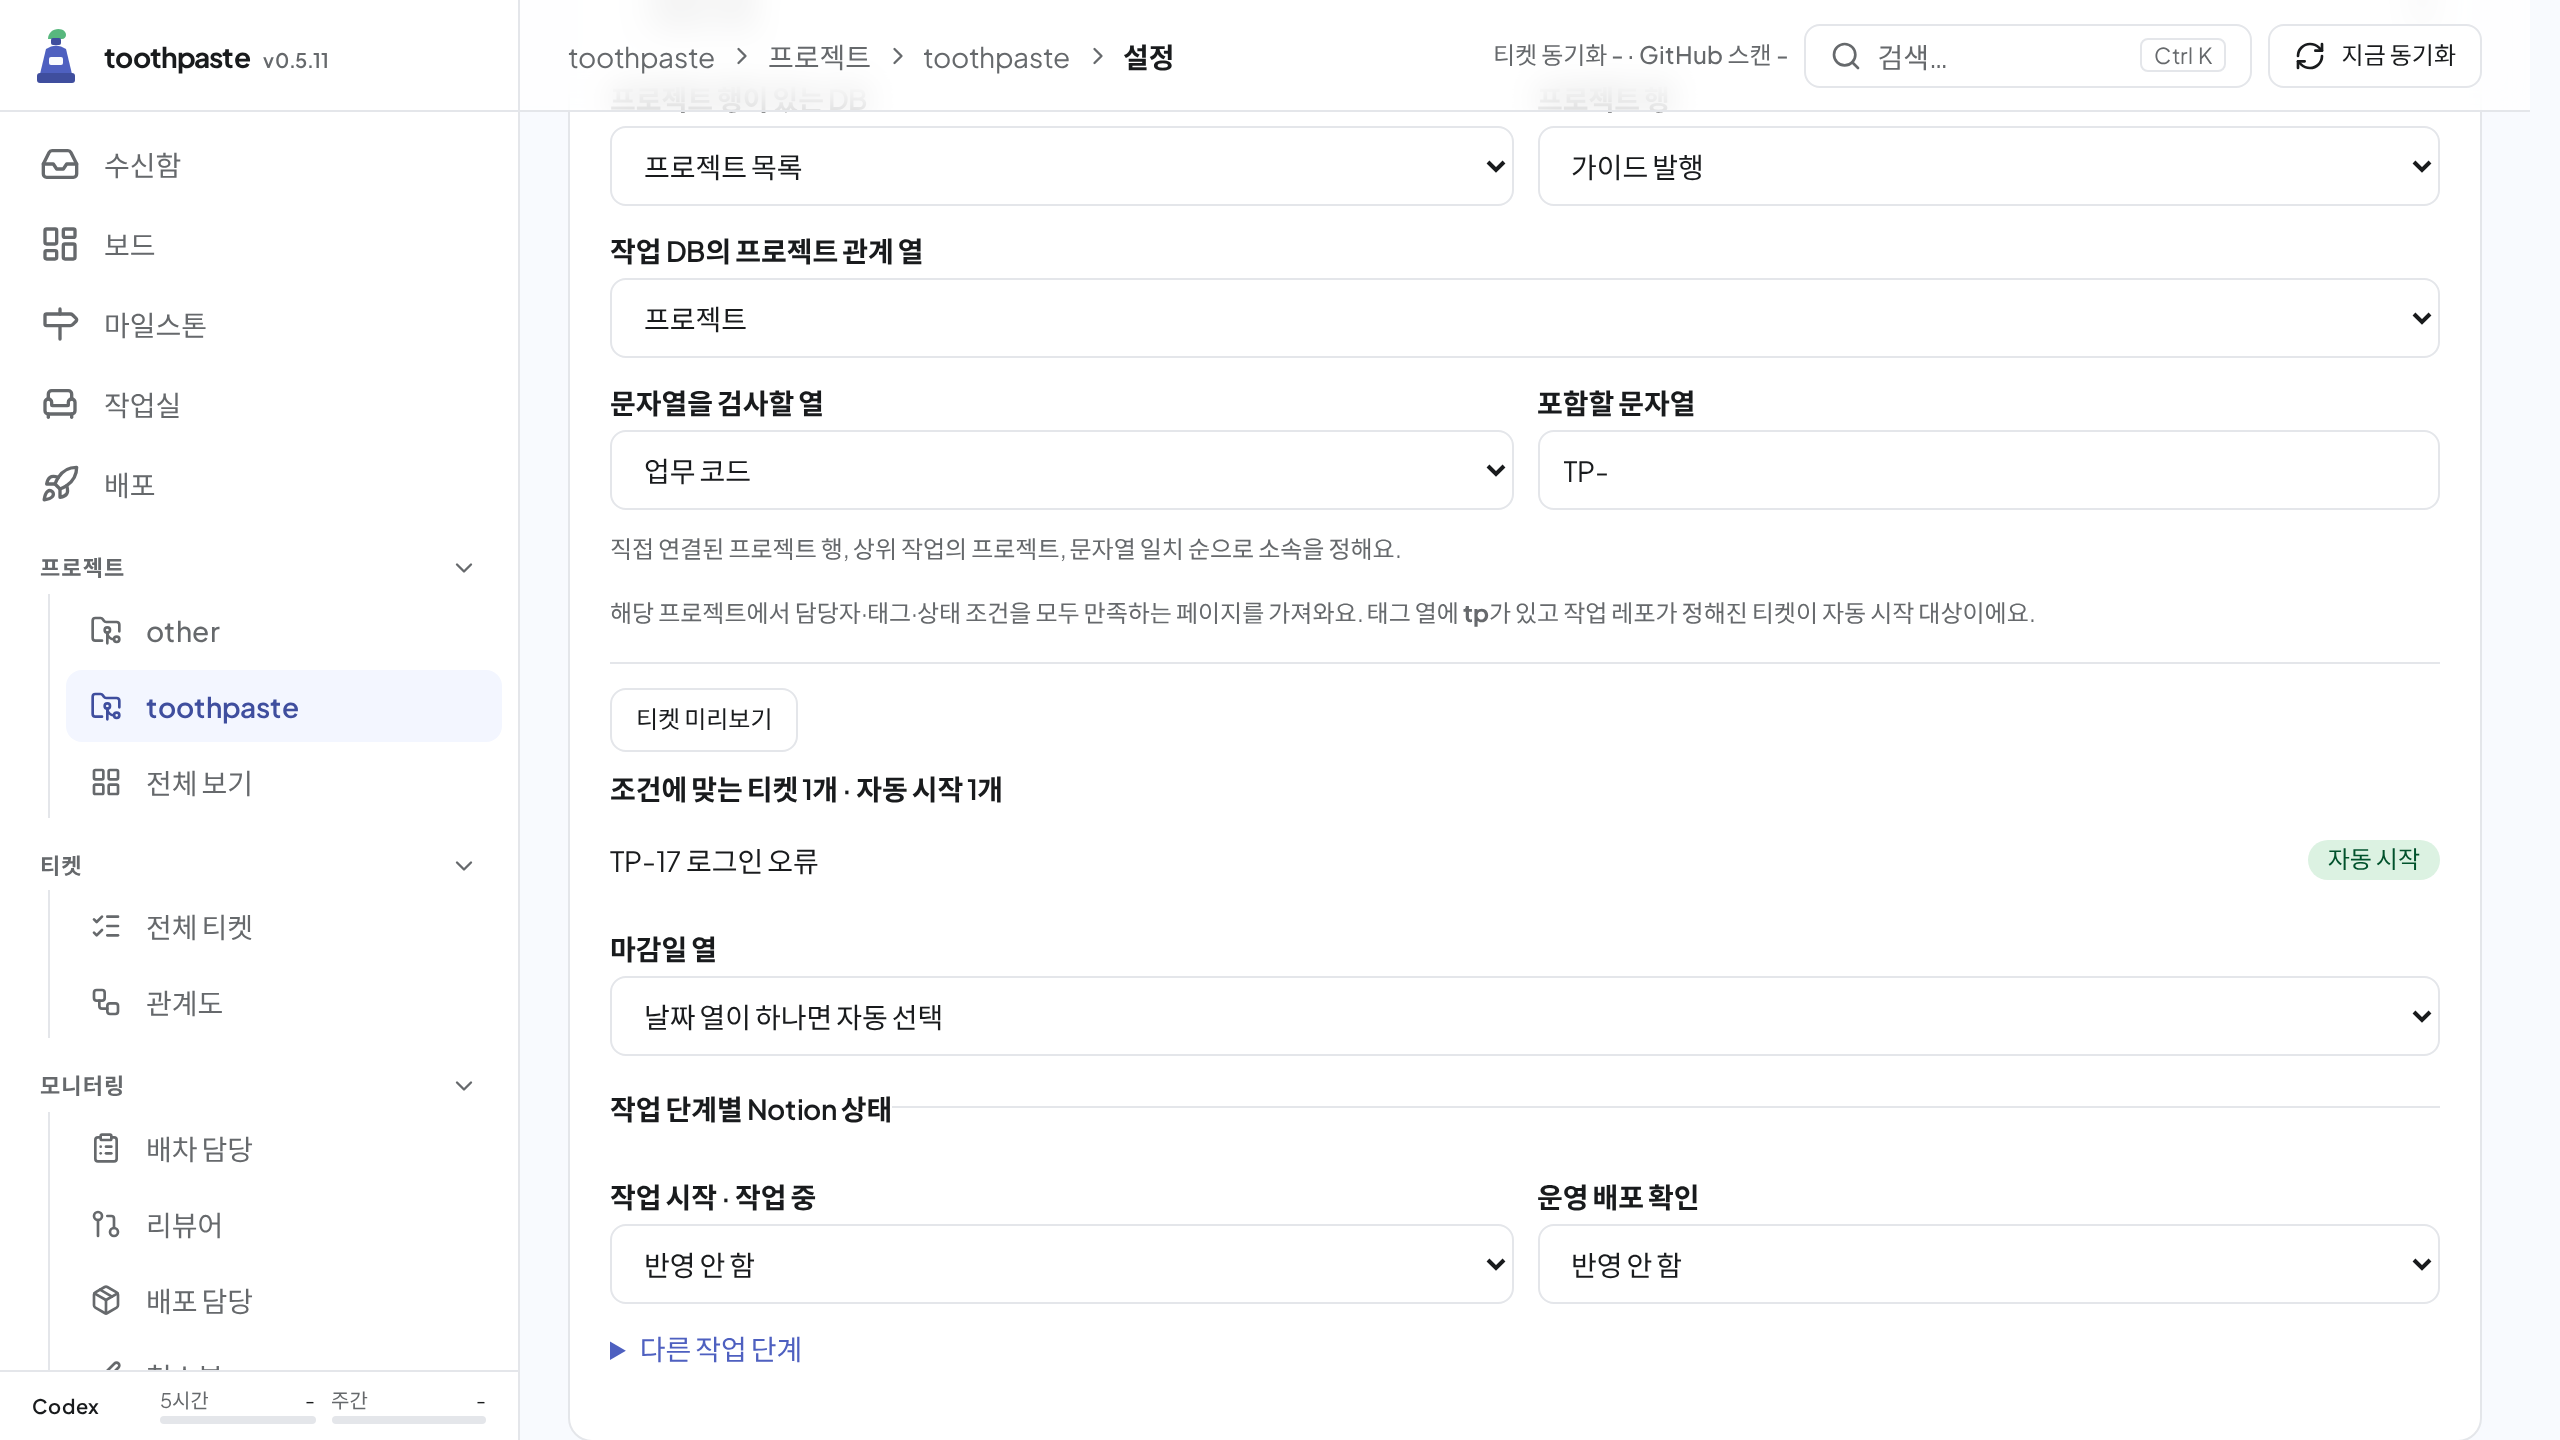 toothpaste v0.5.11
toothpaste > 프로젝트 > toothpaste > 설정
티켓 동기화 - · GitHub 스캔 -
검색...
Ctrl K
지금 동기화
수신함
보드
마일스톤
작업실
배포
프로젝트
other
toothpaste
전체 보기
티켓
전체 티켓
관계도
모니터링
배차 담당
리뷰어
배포 담당
Codex
5시간 -
주간 -
프로젝트 행이 있는 DB
프로젝트 행
프로젝트 목록
가이드 발행
작업 DB의 프로젝트 관계 열
프로젝트
문자열을 검사할 열
포함할 문자열
업무 코드
TP-
직접 연결된 프로젝트 행, 상위 작업의 프로젝트, 문자열 일치 순으로 소속을 정해요.
해당 프로젝트에서 담당자·태그·상태 조건을 모두 만족하는 페이지를 가져와요. 태그 열에 tp가 있고 작업 레포가 정해진 티켓이 자동 시작 대상이에요.
티켓 미리보기
조건에 맞는 티켓 1개 · 자동 시작 1개
TP-17 로그인 오류
자동 시작
마감일 열
날짜 열이 하나면 자동 선택
작업 단계별 Notion 상태
작업 시작 · 작업 중
운영 배포 확인
반영 안 함
반영 안 함
다른 작업 단계